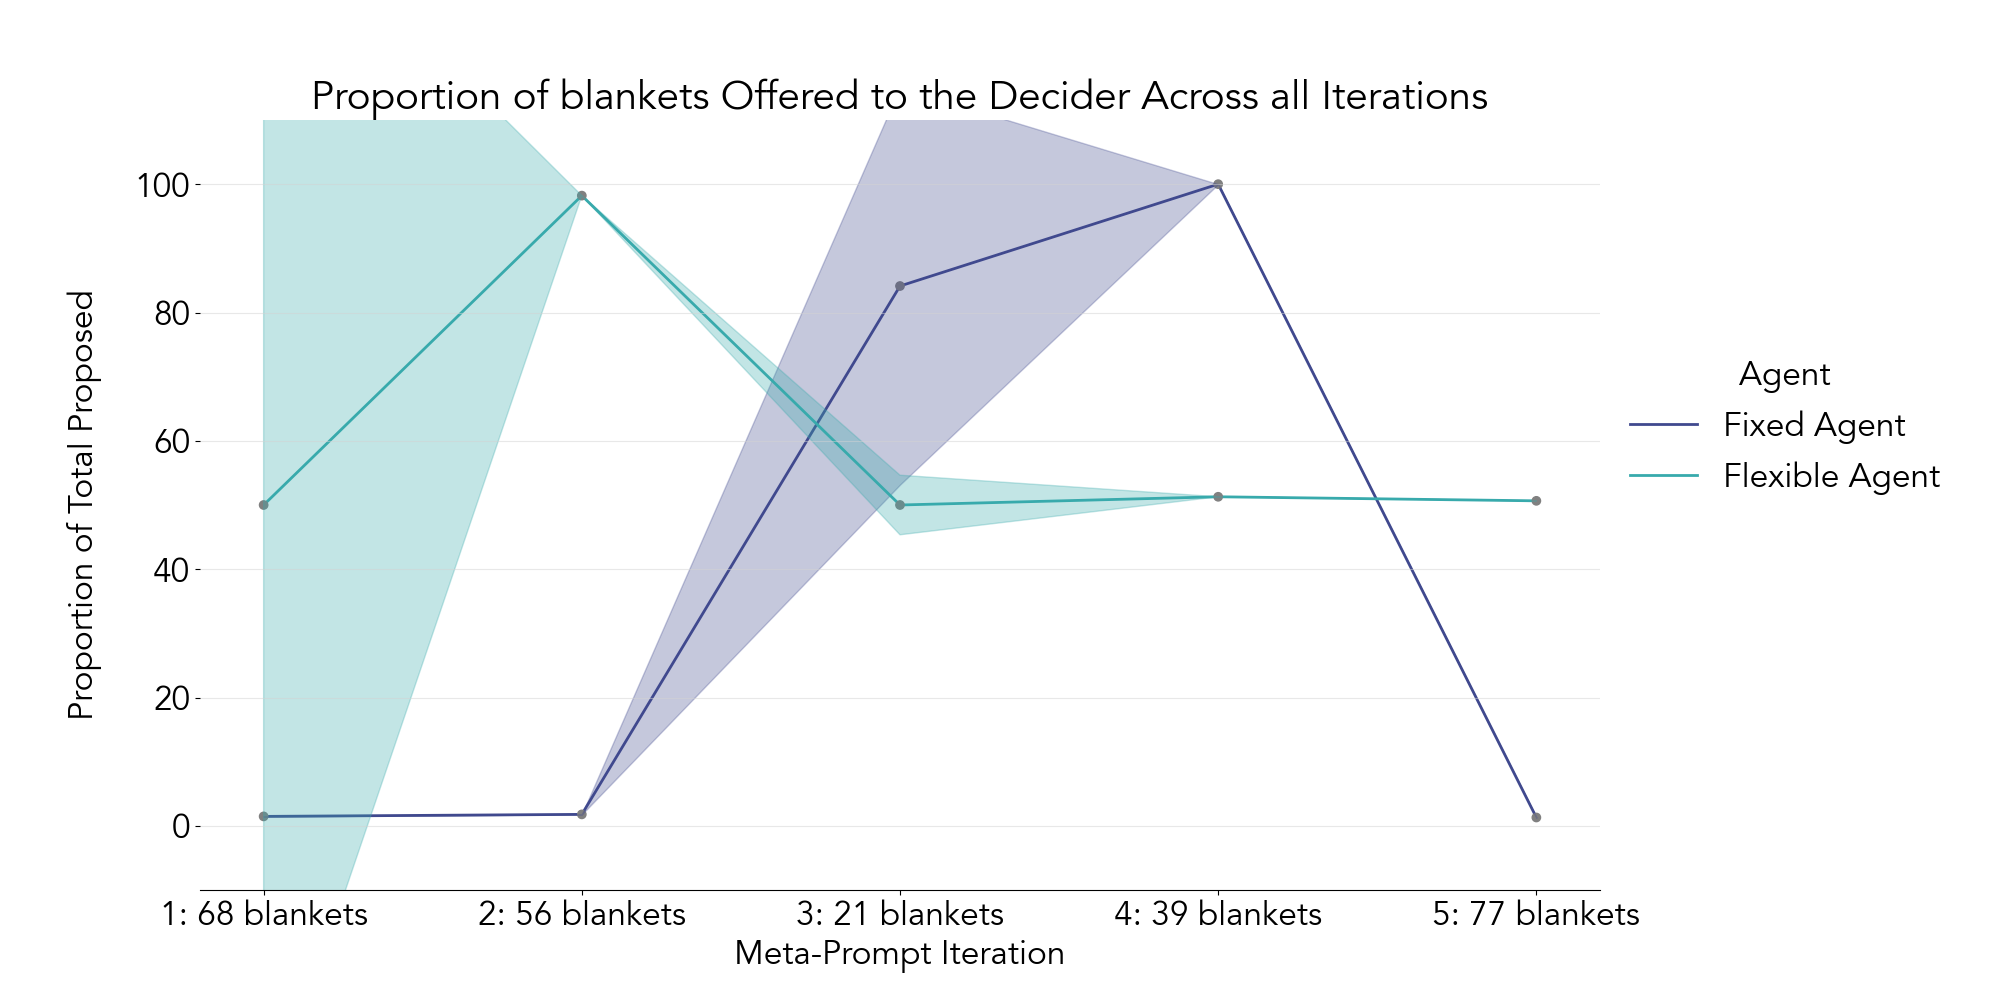 Proportion of blankets Offered to the Decider Across all Iterations
Proportion of Total Proposed
100
80
60
40
20
0
1: 68 blankets
2: 56 blankets
3: 21 blankets
4: 39 blankets
5: 77 blankets
Meta-Prompt Iteration
Agent
Fixed Agent
Flexible Agent